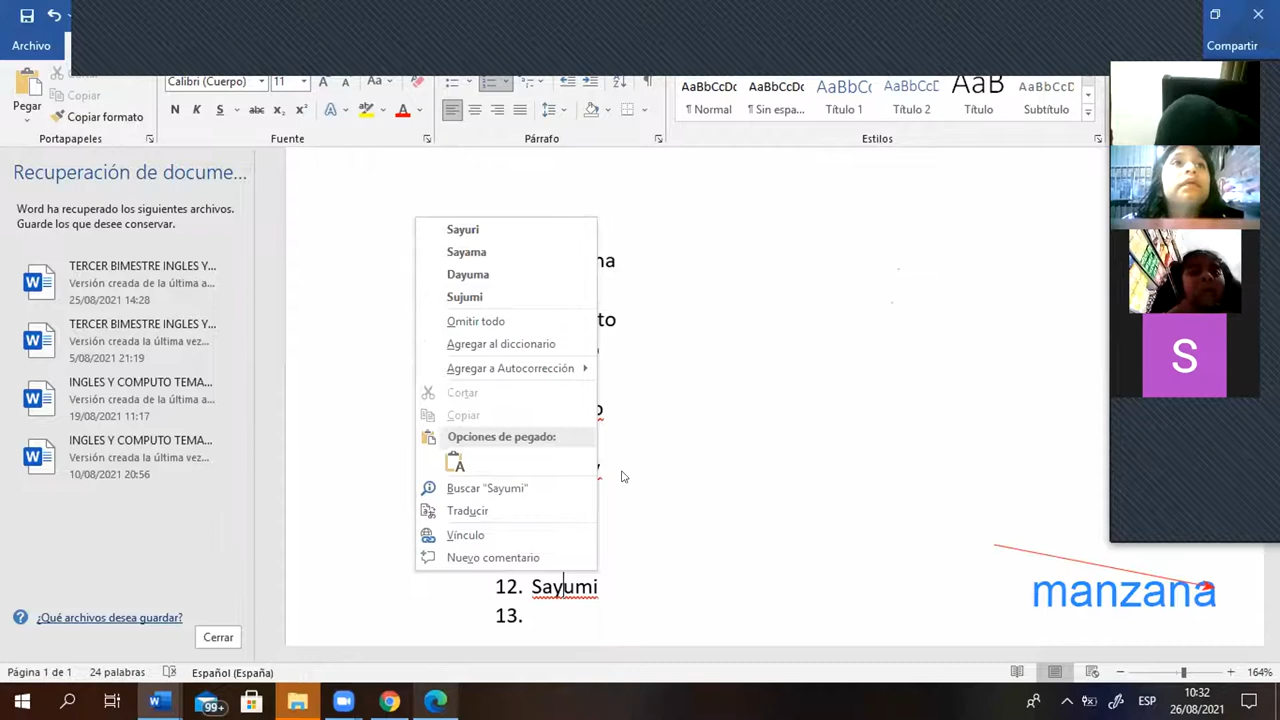 Archivo
Compartir
Pegar
Copiar
Copiar formato
Portapapeles
Calibri (Cuerpo)
11
Aa
N K S abc
A
Fuente
Párrafo
AaBbCcDc
¶ Normal
AaBbCcDc
¶ Sin espa...
AaBbCc
Título 1
AaBbCcD
Título 2
AaB
Título
AaBbCcD
Subtítulo
Estilos
Recuperación de docume...
Word ha recuperado los siguientes archivos.
Guarde los que desee conservar.
TERCER BIMESTRE INGLES Y...
Versión creada de la última a...
25/08/2021 14:28
TERCER BIMESTRE INGLES Y...
Versión creada la última vez...
5/08/2021 21:19
INGLES Y COMPUTO TEMA...
Versión creada de la última a...
19/08/2021 11:17
INGLES Y COMPUTO TEMA...
Versión creada de la última a...
10/08/2021 20:56
¿Qué archivos desea guardar?
Cerrar
Sayuri
Sayama
Dayuma
Sujumi
Omitir todo
Agregar al diccionario
Agregar a Autocorrección
Cortar
Copiar
Opciones de pegado:
A
Buscar "Sayumi"
Traducir
Vínculo
Nuevo comentario
na
to
12. Sayumi
13.
manzana
S
Página 1 de 1
24 palabras
Español (España)
164%
99+
ESP
10:32
26/08/2021